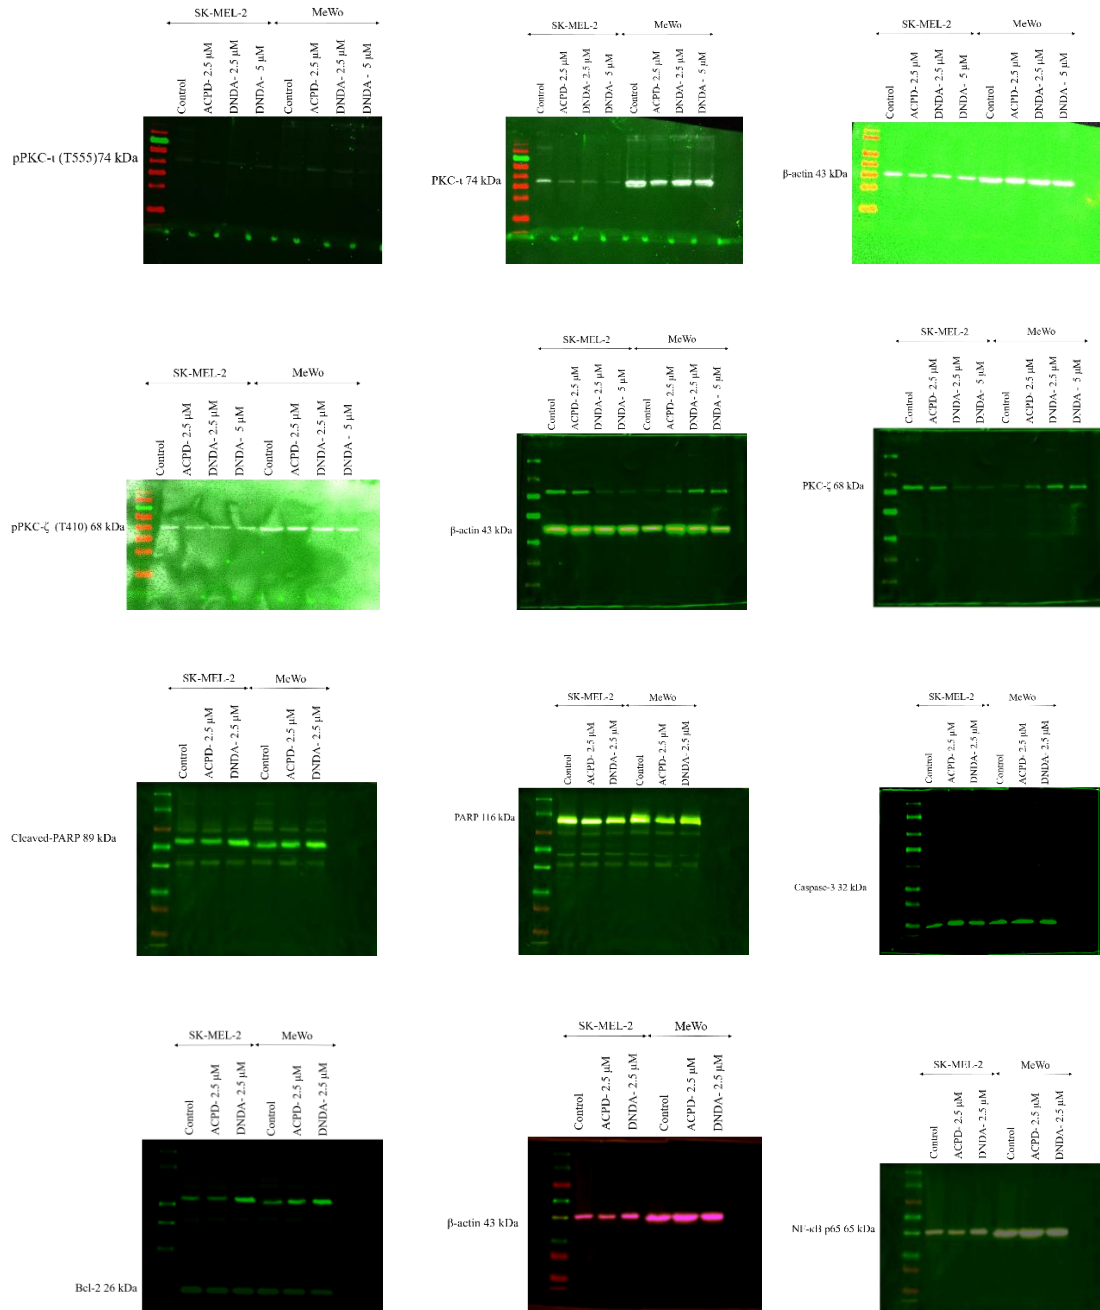 SK-MEL-2 MeWo
Control
ACPD- 2.5 µM
DNDA- 2.5 µM
DNDA - 5 µM
Control
ACPD- 2.5 µM
DNDA- 2.5 µM
DNDA - 5 µM
pPKC-ι (T555)74 kDa
SK-MEL-2 MeWo
Control
ACPD- 2.5 µM
DNDA- 2.5 µM
DNDA - 5 µM
Control
ACPD- 2.5 µM
DNDA- 2.5 µM
DNDA - 5 µM
PKC-ι 74 kDa
SK-MEL-2 MeWo
Control
ACPD- 2.5 µM
DNDA- 2.5 µM
DNDA - 5 µM
Control
ACPD- 2.5 µM
DNDA- 2.5 µM
DNDA - 5 µM
β-actin 43 kDa
SK-MEL-2 MeWo
Control
ACPD- 2.5 µM
DNDA- 2.5 µM
DNDA - 5 µM
Control
ACPD- 2.5 µM
DNDA- 2.5 µM
DNDA - 5 µM
pPKC-ζ (T410) 68 kDa
SK-MEL-2 MeWo
Control
ACPD- 2.5 µM
DNDA- 2.5 µM
DNDA - 5 µM
Control
ACPD- 2.5 µM
DNDA- 2.5 µM
DNDA - 5 µM
β-actin 43 kDa
SK-MEL-2 MeWo
Control
ACPD- 2.5 µM
DNDA- 2.5 µM
DNDA - 5 µM
Control
ACPD- 2.5 µM
DNDA- 2.5 µM
DNDA - 5 µM
PKC-ζ 68 kDa
SK-MEL-2 MeWo
Control
ACPD- 2.5 µM
DNDA- 2.5 µM
Control
ACPD- 2.5 µM
DNDA- 2.5 µM
Cleaved-PARP 89 kDa
SK-MEL-2 MeWo
Control
ACPD- 2.5 µM
DNDA- 2.5 µM
Control
ACPD- 2.5 µM
DNDA- 2.5 µM
PARP 116 kDa
SK-MEL-2 MeWo
Control
ACPD- 2.5 µM
DNDA- 2.5 µM
Control
ACPD- 2.5 µM
DNDA- 2.5 µM
Caspase-3 32 kDa
SK-MEL-2 MeWo
Control
ACPD- 2.5 µM
DNDA- 2.5 µM
Control
ACPD- 2.5 µM
DNDA- 2.5 µM
Bcl-2 26 kDa
SK-MEL-2 MeWo
Control
ACPD- 2.5 µM
DNDA- 2.5 µM
Control
ACPD- 2.5 µM
DNDA- 2.5 µM
β-actin 43 kDa
SK-MEL-2 MeWo
Control
ACPD- 2.5 µM
DNDA- 2.5 µM
Control
ACPD- 2.5 µM
DNDA- 2.5 µM
NF-κB p65 65 kDa